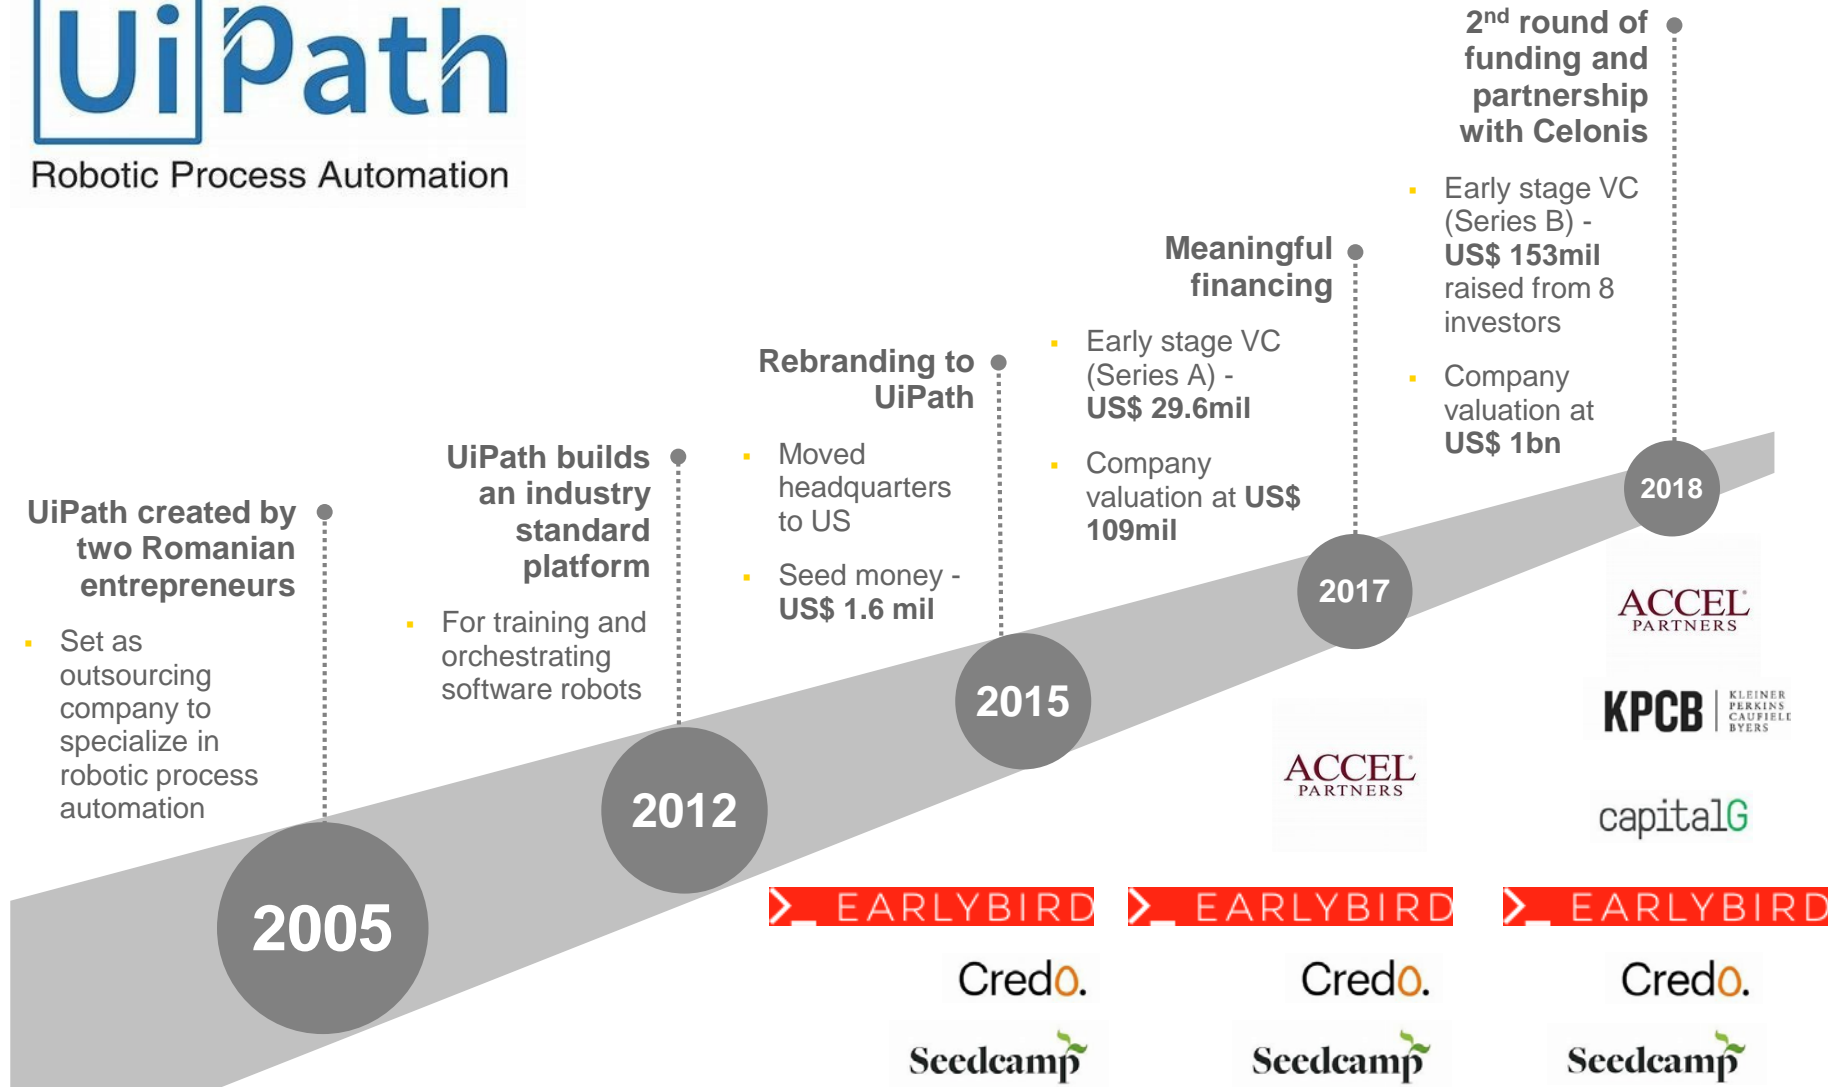 UiPath
Robotic Process Automation
UiPath created by
two Romanian
entrepreneurs
Set as
outsourcing
company to
specialize in
robotic process
automation
2005
UiPath builds
an industry
standard
platform
For training and
orchestrating
software robots
2012
Rebranding to
UiPath
Moved
headquarters
to US
Seed money -
US$ 1.6 mil
2015
Meaningful
financing
Early stage VC
(Series A) -
US$ 29.6mil
Company
valuation at US$
109mil
2017
2nd round of
funding and
partnership
with Celonis
Early stage VC
(Series B) -
US$ 153mil
raised from 8
investors
Company
valuation at
US$ 1bn
2018
EARLYBIRD
Credo.
Seedcamp
ACCEL
PARTNERS
EARLYBIRD
Credo.
Seedcamp
ACCEL
PARTNERS
KPCB
KLEINER
PERKINS
CAUFIELD
BYERS
capitalG
EARLYBIRD
Credo.
Seedcamp